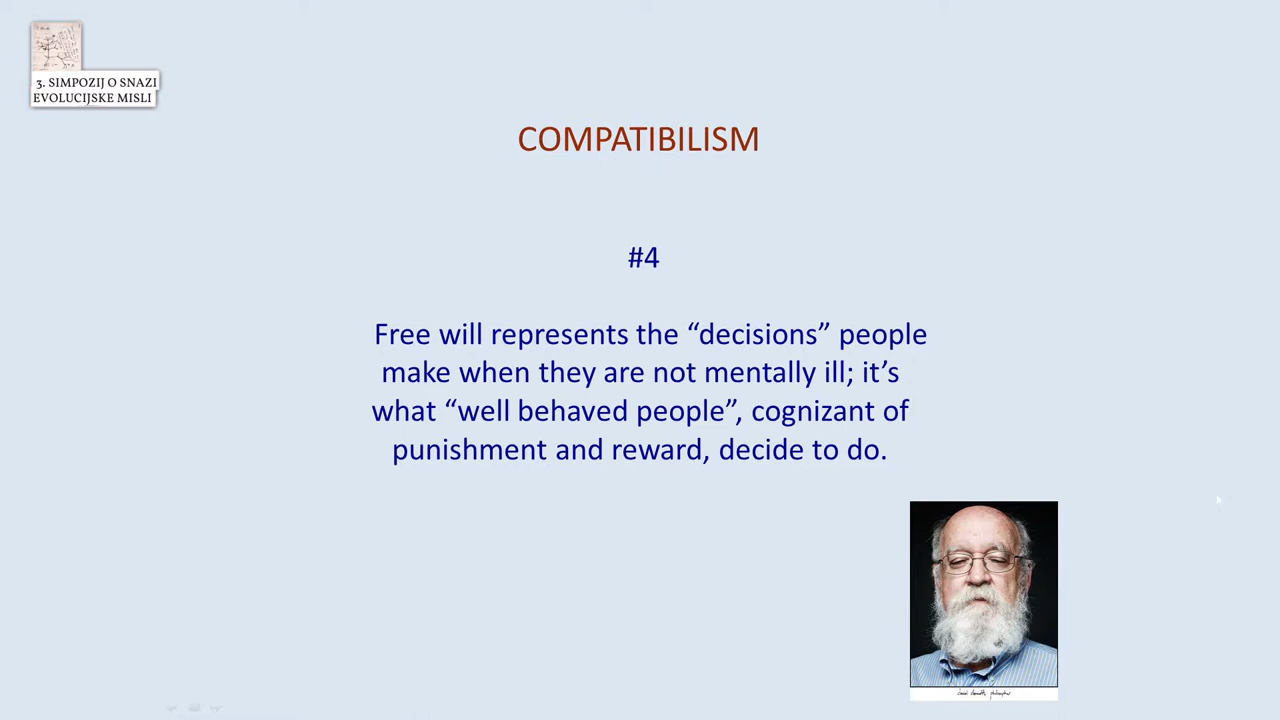 3. SIMPOZIJ O SNAZI
EVOLUCIJSKE MISLI
COMPATIBILISM
#4
Free will represents the “decisions” people
make when they are not mentally ill; it’s
what “well behaved people”, cognizant of
punishment and reward, decide to do.